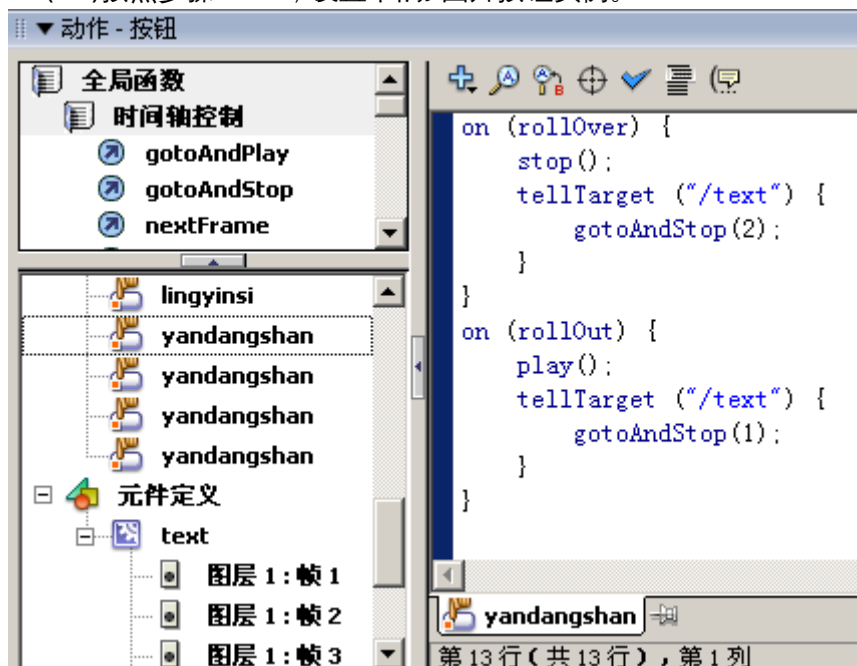 动作 - 按钮
全局函数
时间轴控制
gotoAndPlay
gotoAndStop
nextFrame
lingyinsi
yandangshan
yandangshan
yandangshan
yandangshan
元件定义
text
图层 1 : 帧 1
图层 1 : 帧 2
图层 1 : 帧 3
on (rollOver) {
    stop();
    tellTarget ("/text") {
        gotoAndStop(2);
    }
}
on (rollOut) {
    play();
    tellTarget ("/text") {
        gotoAndStop(1);
    }
}
yandangshan
第 13 行 ( 共 13 行 ) , 第 1 列